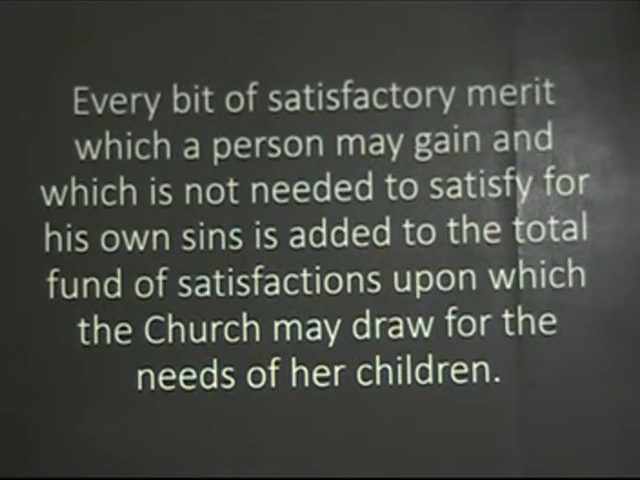 Every bit of satisfactory merit
which a person may gain and
which is not needed to satisfy for
his own sins is added to the total
fund of satisfactions upon which
the Church may draw for the
needs of her children.